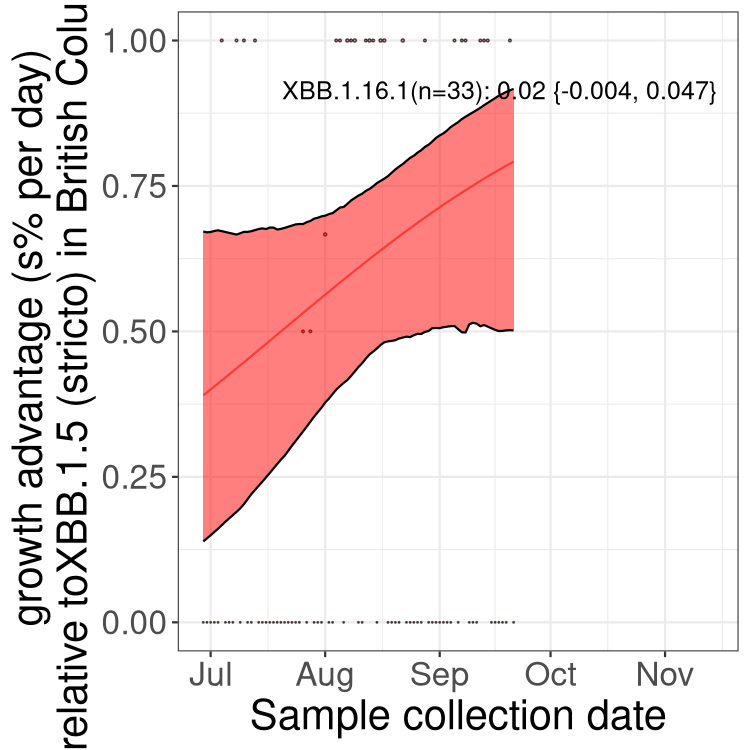 growth advantage (s% per day)
relative toXBB.1.5 (stricto) in British Colu
1.00
0.75
0.50
0.25
0.00
XBB.1.16.1(n=33): 0.02 {-0.004, 0.047}
Jul Aug Sep Oct Nov
Sample collection date